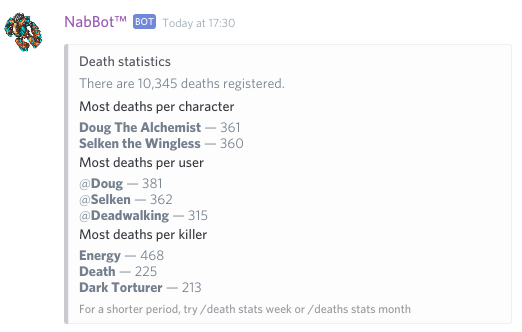 NabBot™ BOT Today at 17:30
Death statistics
There are 10,345 deaths registered.
Most deaths per character
Doug The Alchemist — 361
Selken the Wingless — 360
Most deaths per user
@Doug — 381
@Selken — 362
@Deadwalking — 315
Most deaths per killer
Energy — 468
Death — 225
Dark Torturer — 213
For a shorter period, try /death stats week or /deaths stats month